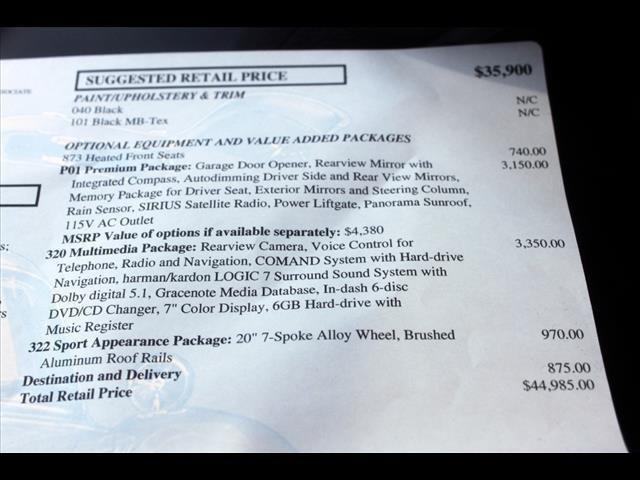 SUGGESTED RETAIL PRICE $35,900
SSOCIATE
PAINT/UPHOLSTERY & TRIM
040 Black N/C
101 Black MB-Tex N/C
OPTIONAL EQUIPMENT AND VALUE ADDED PACKAGES
873 Heated Front Seats 740.00
P01 Premium Package: Garage Door Opener, Rearview Mirror with 3,150.00
Integrated Compass, Autodimming Driver Side and Rear View Mirrors,
Memory Package for Driver Seat, Exterior Mirrors and Steering Column,
Rain Sensor, SIRIUS Satellite Radio, Power Liftgate, Panorama Sunroof,
115V AC Outlet
MSRP Value of options if available separately: $4,380
320 Multimedia Package: Rearview Camera, Voice Control for 3,350.00
Telephone, Radio and Navigation, COMAND System with Hard-drive
Navigation, harman/kardon LOGIC 7 Surround Sound System with
Dolby digital 5.1, Gracenote Media Database, In-dash 6-disc
DVD/CD Changer, 7" Color Display, 6GB Hard-drive with
Music Register
322 Sport Appearance Package: 20" 7-Spoke Alloy Wheel, Brushed 970.00
Aluminum Roof Rails
Destination and Delivery 875.00
Total Retail Price $44,985.00